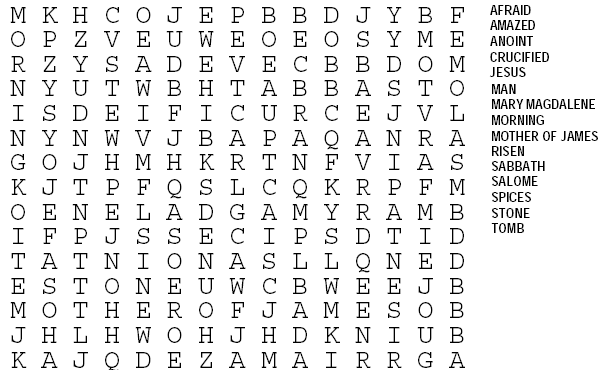 M K H C O J E P B B D J Y B F
O P Z V E U W E O E O S Y M E
R Z Y S A D E V E C B B D O M
N Y U T W B H T A B B A S T O
I S D E I F I C U R C E J V L
N Y N W V J B A P A Q A N R A
G O J H M H K R T N F V I A S
K J T P F Q S L C Q K R P F M
O E N E L A D G A M Y R A M B
I F P J S S E C I P S D T I D
T A T N I O N A S L L Q N E D
E S T O N E U W C B W E E J B
M O T H E R O F J A M E S O B
J H L H W O H J H D K N I U B
K A J Q D E Z A M A I R R G A
AFRAID
AMAZED
ANOINT
CRUCIFIED
JESUS
MAN
MARY MAGDALENE
MORNING
MOTHER OF JAMES
RISEN
SABBATH
SALOME
SPICES
STONE
TOMB